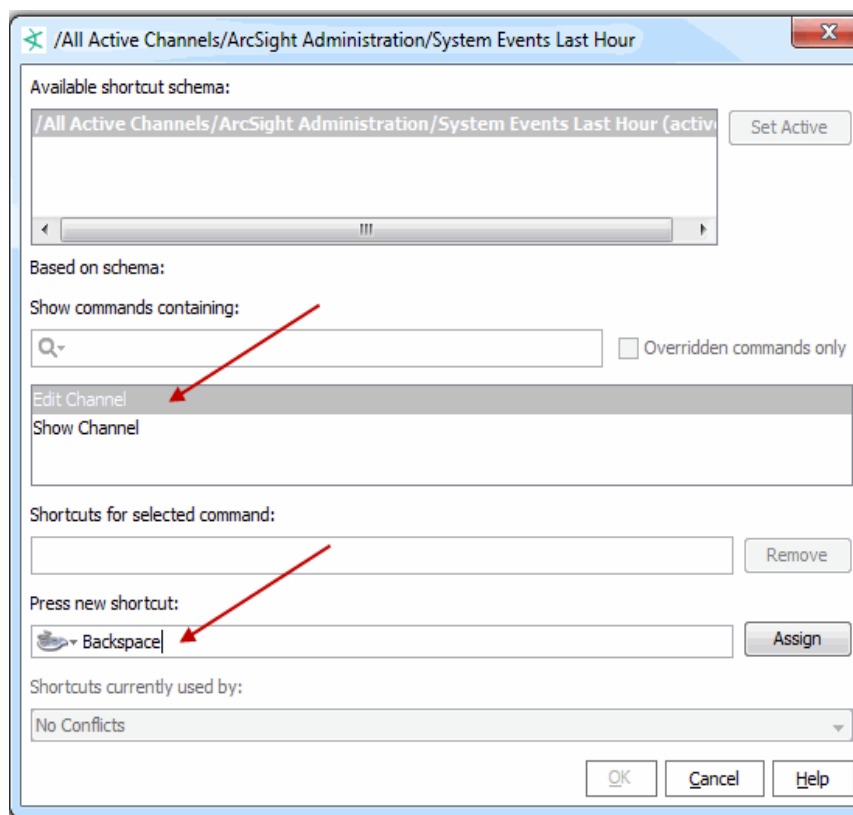 /All Active Channels/ArcSight Administration/System Events Last Hour
Available shortcut schema:
/All Active Channels/ArcSight Administration/System Events Last Hour (activ
Set Active
Based on schema:
Show commands containing:
Overridden commands only
Edit Channel
Show Channel
Shortcuts for selected command:
Remove
Press new shortcut:
Backspace
Assign
Shortcuts currently used by:
No Conflicts
OK Cancel Help